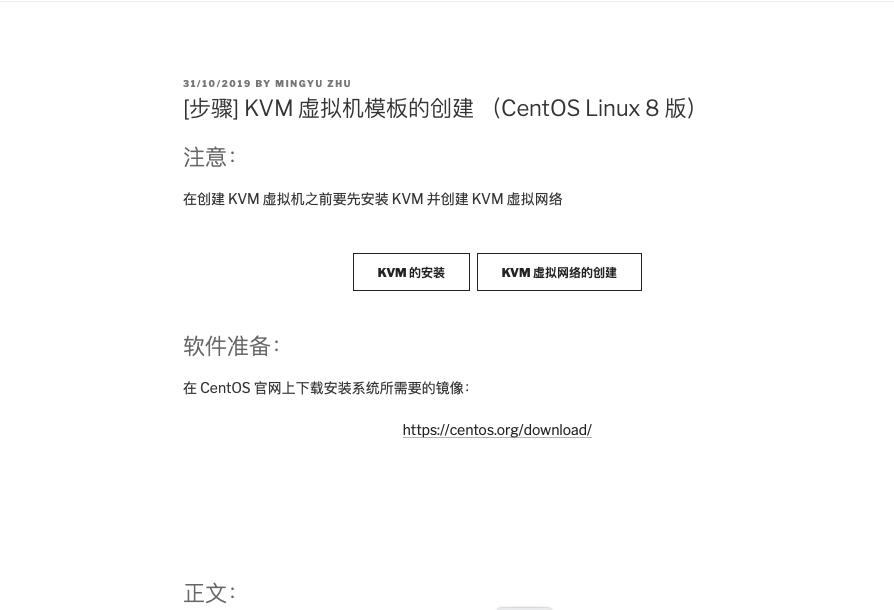 31/10/2019 BY MINGYU ZHU
[步骤] KVM 虚拟机模板的创建 （CentOS Linux 8 版）
注意：
在创建 KVM 虚拟机之前要先安装 KVM 并创建 KVM 虚拟网络
KVM 的安装
KVM 虚拟网络的创建
软件准备：
在 CentOS 官网上下载安装系统所需要的镜像：
https://centos.org/download/
正文：